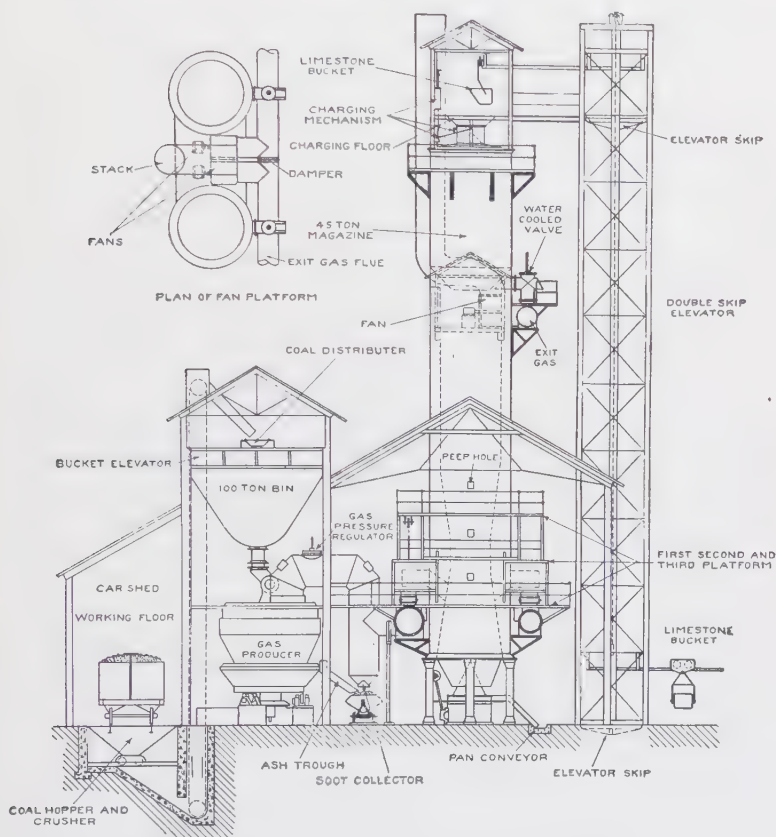 LIMESTONE
BUCKET
CHARGING
MECHANISM
CHARGING FLOOR
ELEVATOR SKIP
STACK
DAMPER
FANS
EXIT GAS FLUE
PLAN OF FAN PLATFORM
45 TON
MAGAZINE
WATER
COOLED
VALVE
FAN
EXIT
GAS
DOUBLE SKIP
ELEVATOR
COAL DISTRIBUTER
BUCKET ELEVATOR
100 TON BIN
GAS
PRESSURE
REGULATOR
PEEP HOLE
FIRST SECOND AND
THIRD PLATFORM
CAR SHED
WORKING FLOOR
GAS
PRODUCER
LIMESTONE
BUCKET
ASH TROUGH
SOOT COLLECTOR
PAN CONVEYOR
ELEVATOR SKIP
COAL HOPPER AND
CRUSHER